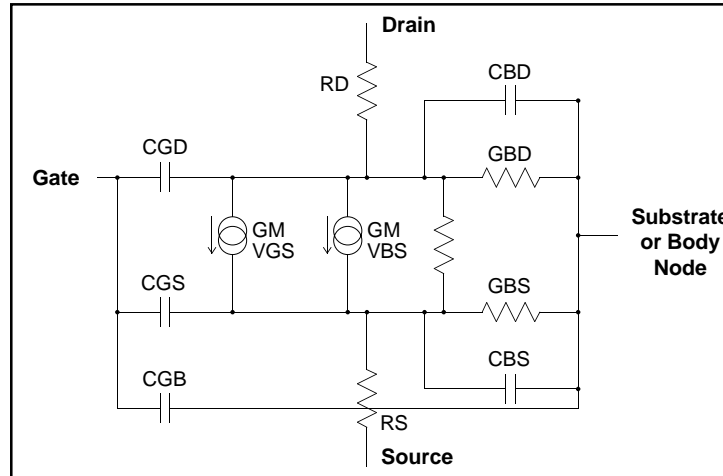 Drain
CBD
RD
CGD
GBD
Gate
GM
VGS
GM
VBS
Substrate
or Body
Node
CGS
GBS
CGB
CBS
RS
Source